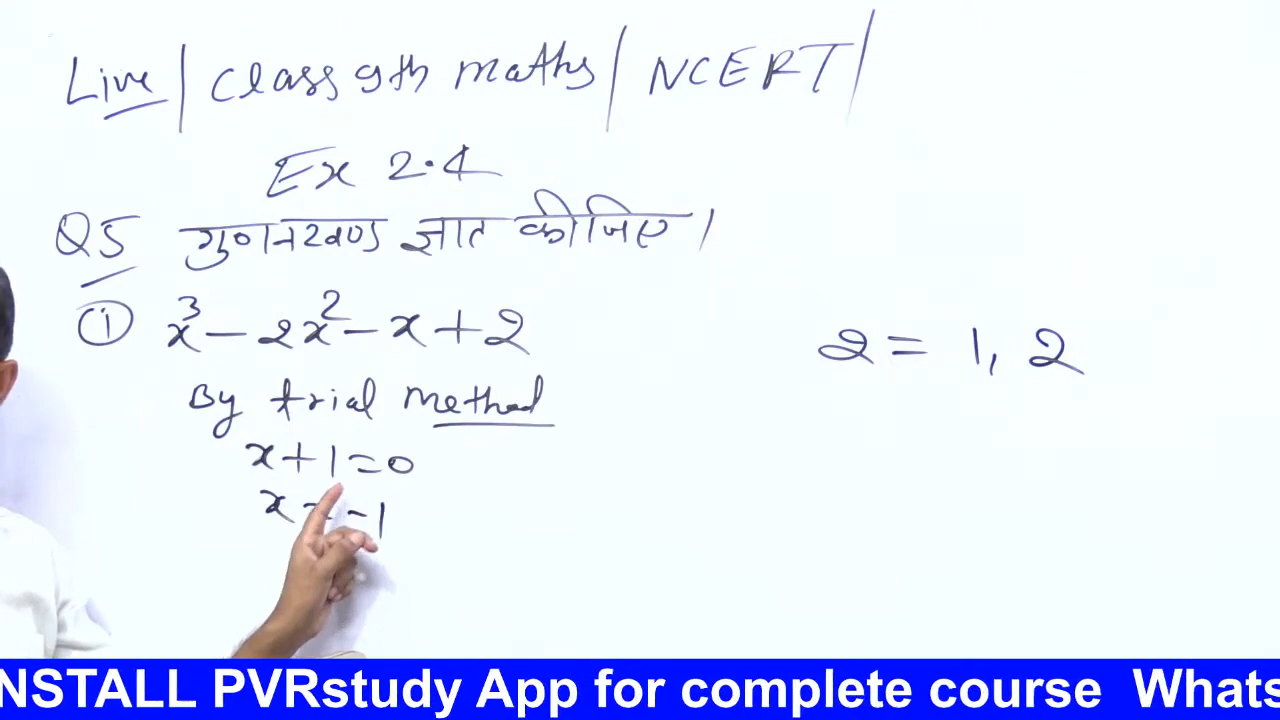 Live / Class 9th maths / NCERT /
Ex 2.4
Q5 गुणनखण्ड ज्ञात कीजिए।
① x³ - 2x² - x + 2
2 = 1, 2
By trial Method
x + 1 = 0
x = -1
NSTALL PVRstudy App for complete course Whats